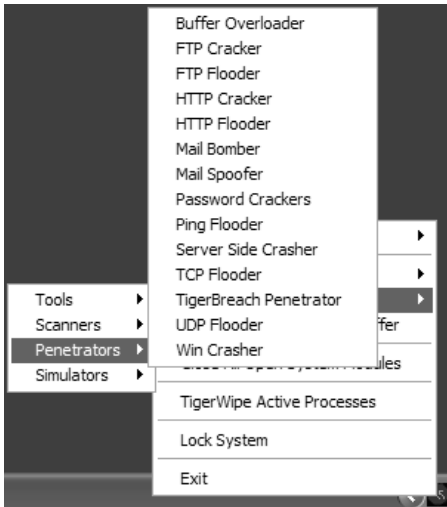 Buffer Overloader
FTP Cracker
FTP Flooder
HTTP Cracker
HTTP Flooder
Mail Bomber
Mail Spoofer
Password Crackers
Ping Flooder
Server Side Crasher
TCP Flooder
TigerBreach Penetrator
UDP Flooder
Win Crasher
Tools
Scanners
Penetrators
Simulators
TigerWipe Active Processes
Lock System
Exit